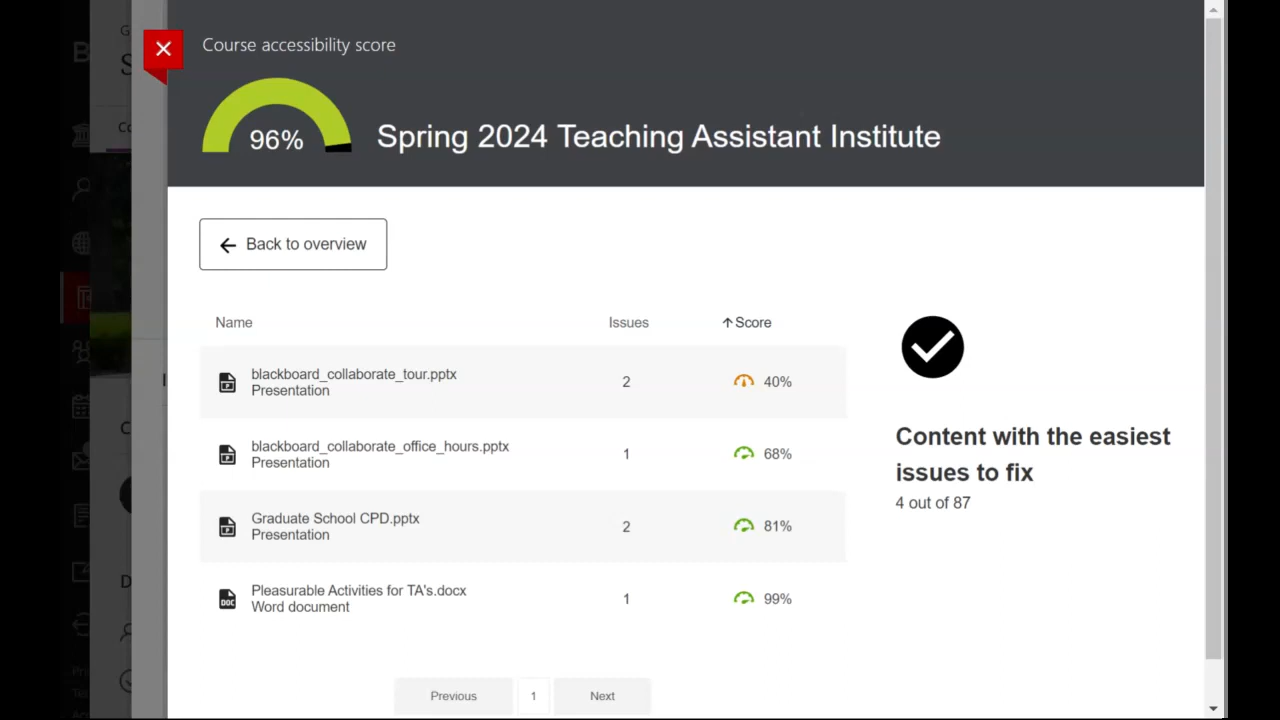 Course accessibility score
96%
Spring 2024 Teaching Assistant Institute
Back to overview
Name Issues Score
blackboard_collaborate_tour.pptx
Presentation
2 40%
blackboard_collaborate_office_hours.pptx
Presentation
1 68%
Graduate School CPD.pptx
Presentation
2 81%
Pleasurable Activities for TA's.docx
Word document
1 99%
Content with the easiest
issues to fix
4 out of 87
Previous 1 Next